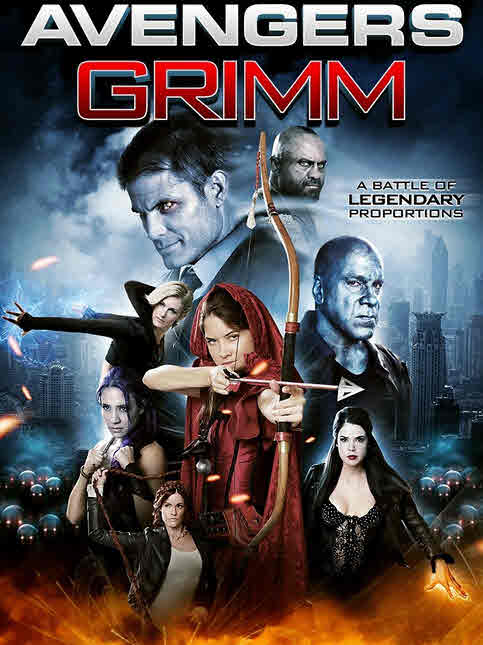 AVENGERS
GRIMM
A BATTLE OF
LEGENDARY
PROPORTIONS